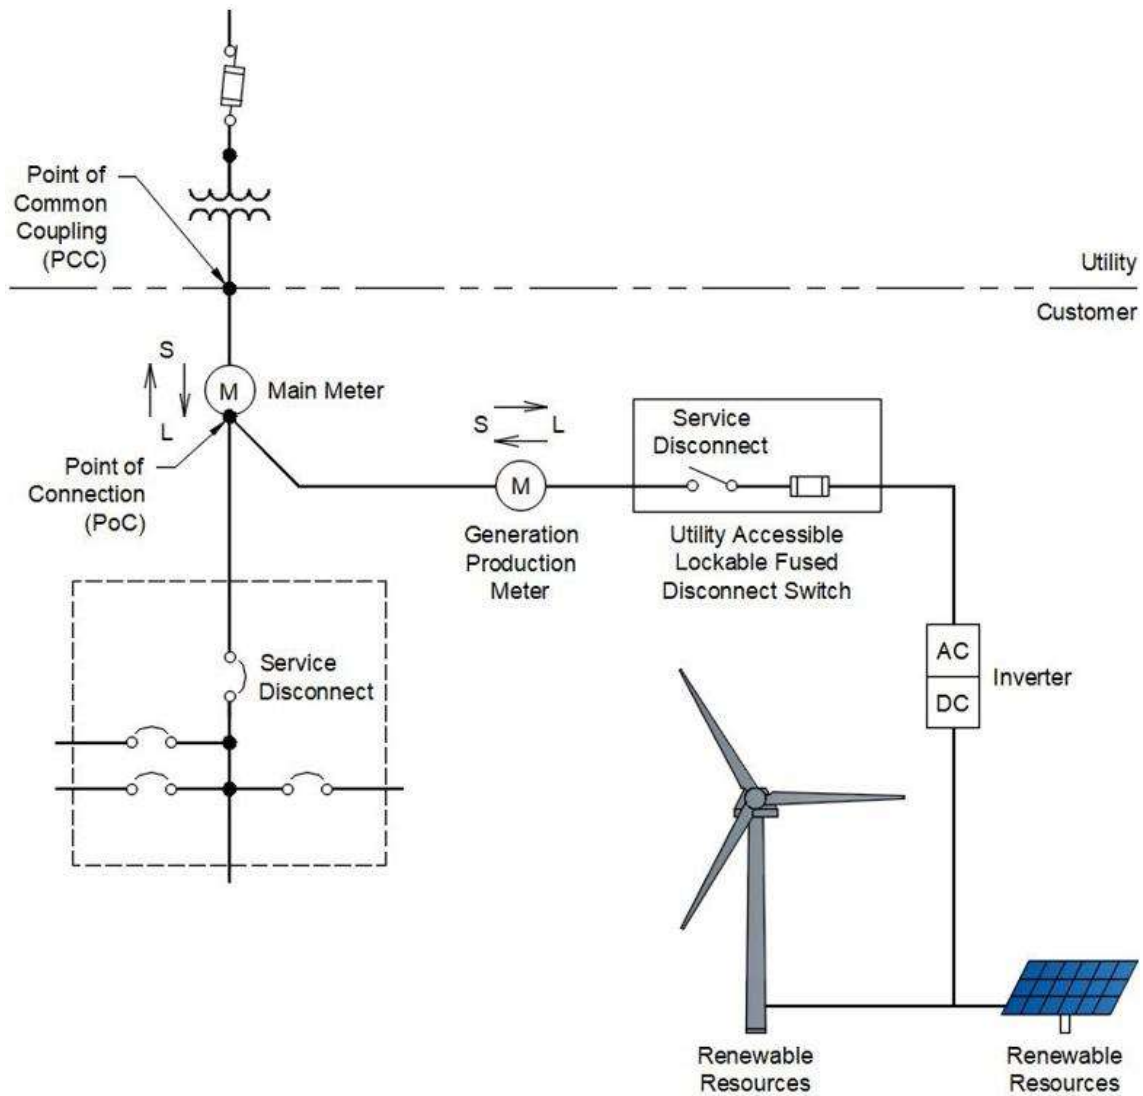 Point of
Common
Coupling
(PCC)
Utility
Customer
S
M
Main Meter
L
Point of
Connection
(PoC)
S
L
M
Generation
Production
Meter
Service
Disconnect
Utility Accessible
Lockable Fused
Disconnect Switch
Service
Disconnect
AC
DC
Inverter
Renewable
Resources
Renewable
Resources